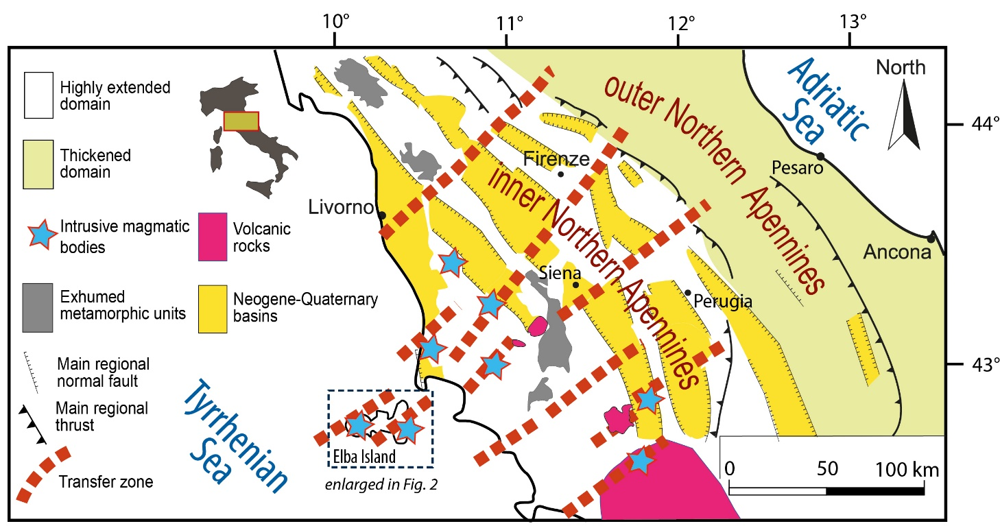 10°
11°
12°
13°
44°
43°
Highly extended
domain
Thickened
domain
Intrusive magmatic
bodies
Volcanic
rocks
Exhumed
metamorphic units
Neogene-Quaternary
basins
Main regional
normal fault
Main regional
thrust
Transfer zone
North
Adriatic
Sea
outer Northern Apennines
inner Northern Apennines
Firenze
Pesaro
Livorno
Ancona
Siena
Perugia
Tyrrhenian
Sea
Elba Island
enlarged in Fig. 2
0
50
100 km